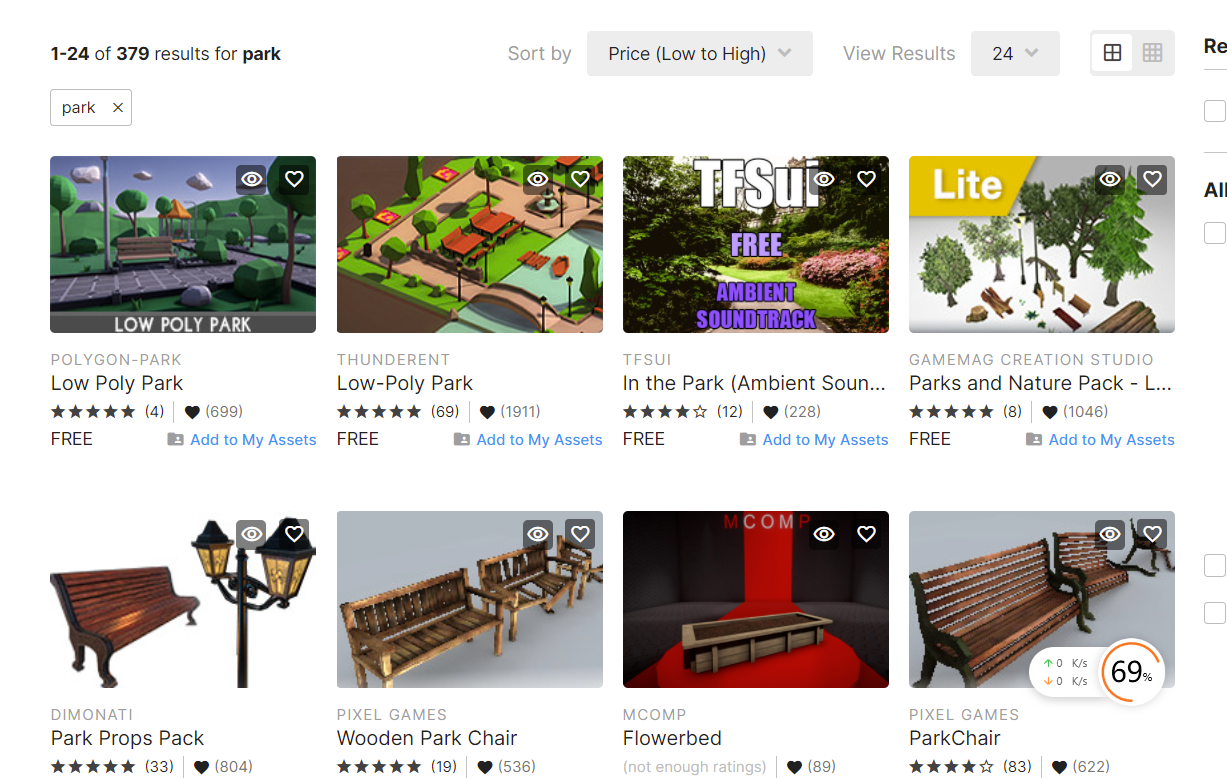 1-24 of 379 results for park
Sort by
Price (Low to High)
View Results
24
Re
park ×
All
LOW POLY PARK
TFSui
FREE
AMBIENT
SOUNDTRACK
Lite
POLYGON-PARK
Low Poly Park
(4) (699)
FREE
Add to My Assets
THUNDERENT
Low-Poly Park
(69) (1911)
FREE
Add to My Assets
TFSUI
In the Park (Ambient Soun...
(12) (228)
FREE
Add to My Assets
GAMEMAG CREATION STUDIO
Parks and Nature Pack - L...
(8) (1046)
FREE
Add to My Assets
MCOMP
0 K/s
0 K/s
69%
DIMONATI
Park Props Pack
(33) (804)
PIXEL GAMES
Wooden Park Chair
(19) (536)
MCOMP
Flowerbed
(not enough ratings) (89)
PIXEL GAMES
ParkChair
(83) (622)